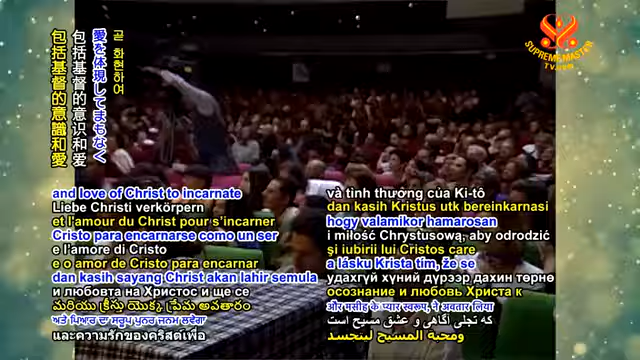 곧 화현하여
愛を体現してまもなく
包括基督的意识和爱
包括基督的意識和愛
SUPREME MASTER
TV
and love of Christ to incarnate
Liebe Christi verkörpern
et l'amour du Christ pour s'incarner
Cristo para encarnarse como un ser
e l'amore di Cristo
e o amor de Cristo para encarnar
dan kasih sayang Christ akan lahir semula
и любовта на Христос и ще се
మరియు క్రీస్తు యొక్క ప్రేమ అవతారం
ਅਤੇ ਪਿਆਰ ਦਾ ਸਰੂਪ ਪੁਨਰ ਜਨਮ ਲਵੇਗਾ
และความรักของคริสต์เพื่อ
và tình thương của Ki-tô
dan kasih Kristus utk bereinkarnasi
hogy valamikor hamarosan
i miłość Chrystusową, aby odrodzić
și iubirii lui Cristos care
a lásku Krista tím, že se
удахгүй хүний дүрээр дахин төрнө
осознание и любовь Христа к
और मसीह के प्यार स्वरूप, ने अवतार लिया
که تجلی آگاهی و عشق مسیح است
ومحبة المسيح ليتجسد